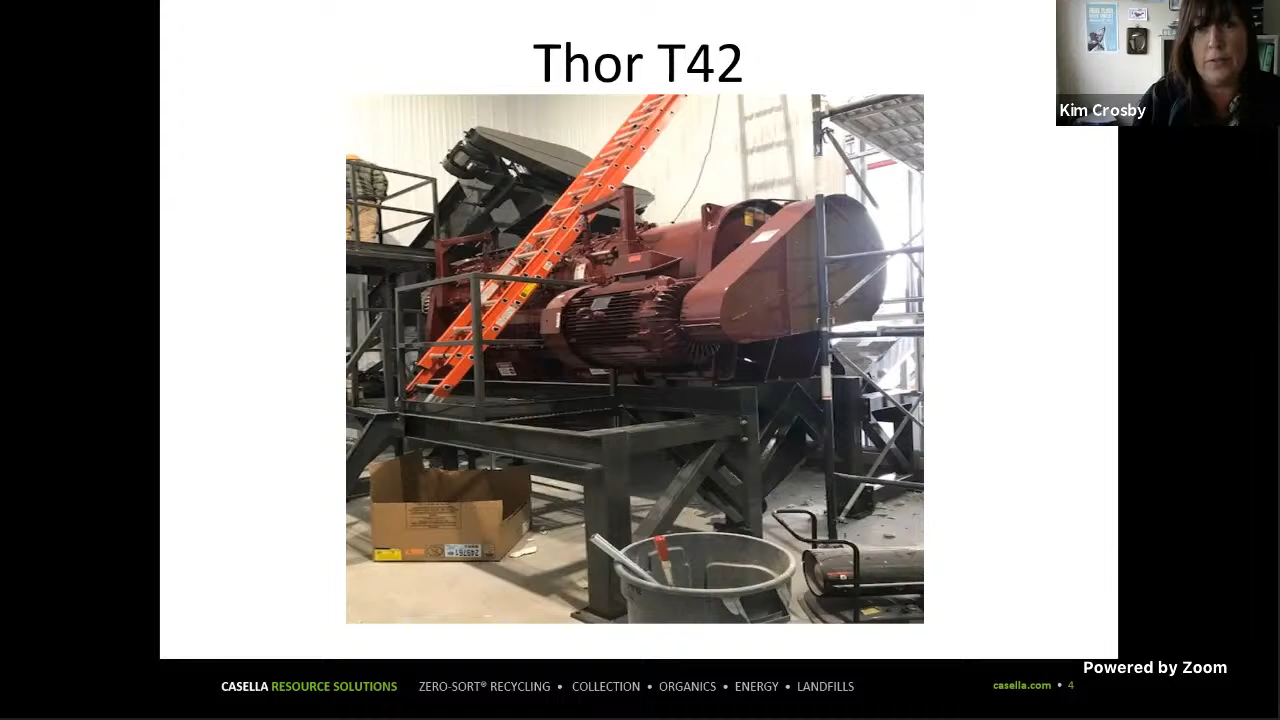 Thor T42
Kim Crosby
249761
Powered by Zoom
CASELLA RESOURCE SOLUTIONS ZERO-SORT® RECYCLING • COLLECTION • ORGANICS • ENERGY • LANDFILLS casella.com • 4